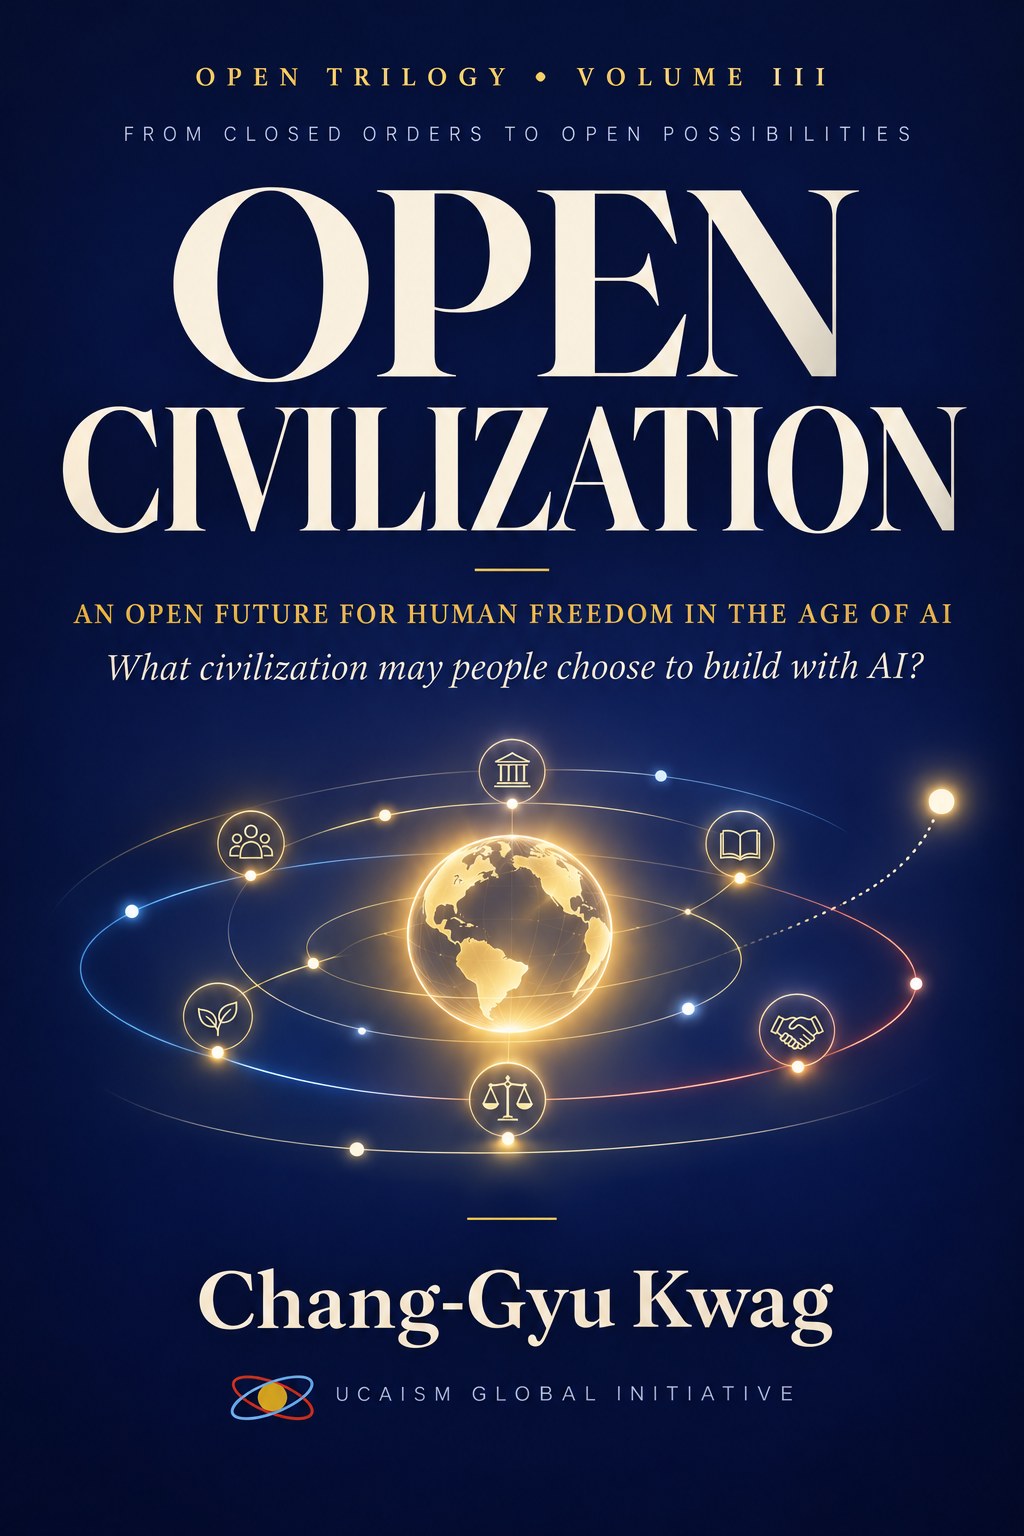 OPEN TRILOGY • VOLUME III
FROM CLOSED ORDERS TO OPEN POSSIBILITIES
OPEN
CIVILIZATION
AN OPEN FUTURE FOR HUMAN FREEDOM IN THE AGE OF AI
What civilization may people choose to build with AI?
Chang-Gyu Kwag
UCAISM GLOBAL INITIATIVE